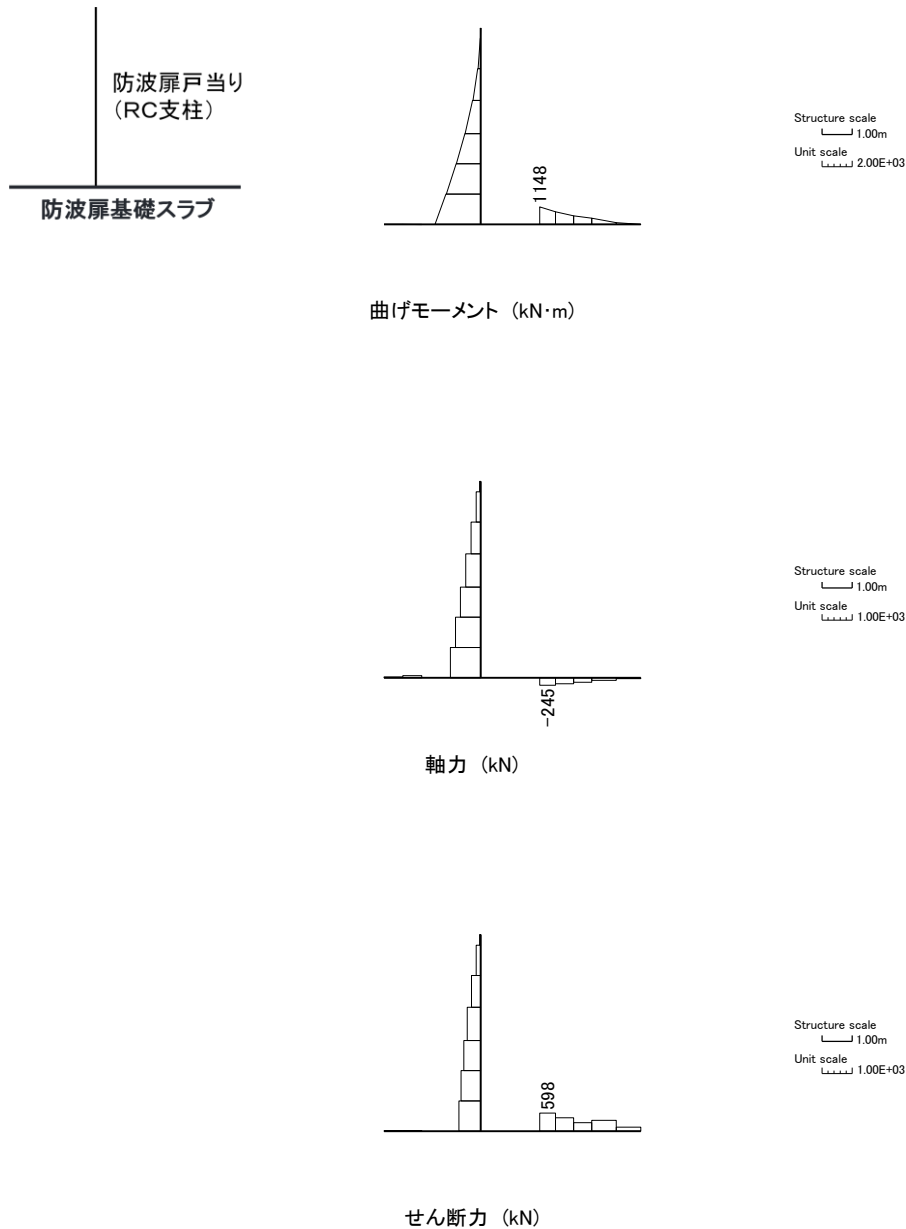 防波扉戸当り
(RC支柱)
防波扉基礎スラブ
1148
Structure scale
1.00m
Unit scale
2.00E+03
曲げモーメント (kN･m)
Structure scale
1.00m
Unit scale
1.00E+03
-245
軸力 (kN)
Structure scale
1.00m
Unit scale
1.00E+03
598
せん断力 (kN)